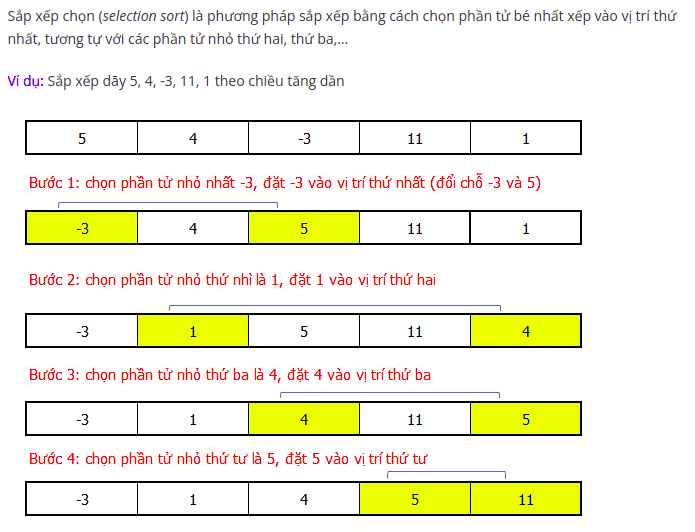 Sắp xếp chọn (selection sort) là phương pháp sắp xếp bằng cách chọn phần tử bé nhất xếp vào vị trí thứ
nhất, tương tự với các phần tử nhỏ thứ hai, thứ ba,...
Ví dụ: Sắp xếp dãy 5, 4, -3, 11, 1 theo chiều tăng dần
5 4 -3 11 1
Bước 1: chọn phần tử nhỏ nhất -3, đặt -3 vào vị trí thứ nhất (đổi chỗ -3 và 5)
-3 4 5 11 1
Bước 2: chọn phần tử nhỏ thứ nhì là 1, đặt 1 vào vị trí thứ hai
-3 1 5 11 4
Bước 3: chọn phần tử nhỏ thứ ba là 4, đặt 4 vào vị trí thứ ba
-3 1 4 11 5
Bước 4: chọn phần tử nhỏ thứ tư là 5, đặt 5 vào vị trí thứ tư
-3 1 4 5 11